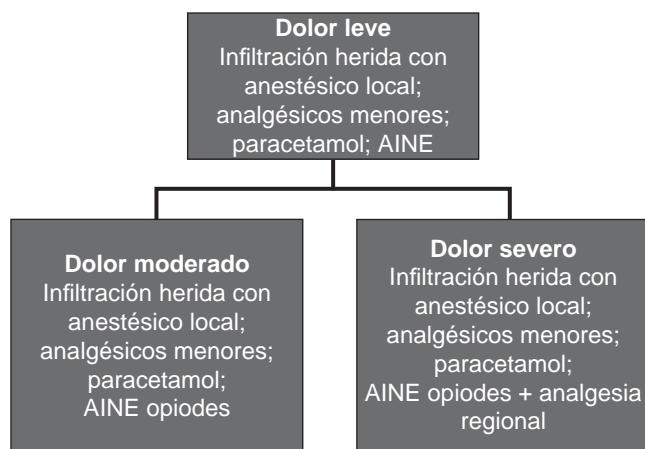 Dolor leve
Infiltración herida con
anestésico local;
analgésicos menores;
paracetamol; AINE
Dolor moderado
Infiltración herida con
anestésico local;
analgésicos menores;
paracetamol;
AINE opiodes
Dolor severo
Infiltración herida con
anestésico local;
analgésicos menores;
paracetamol;
AINE opiodes + analgesia
regional